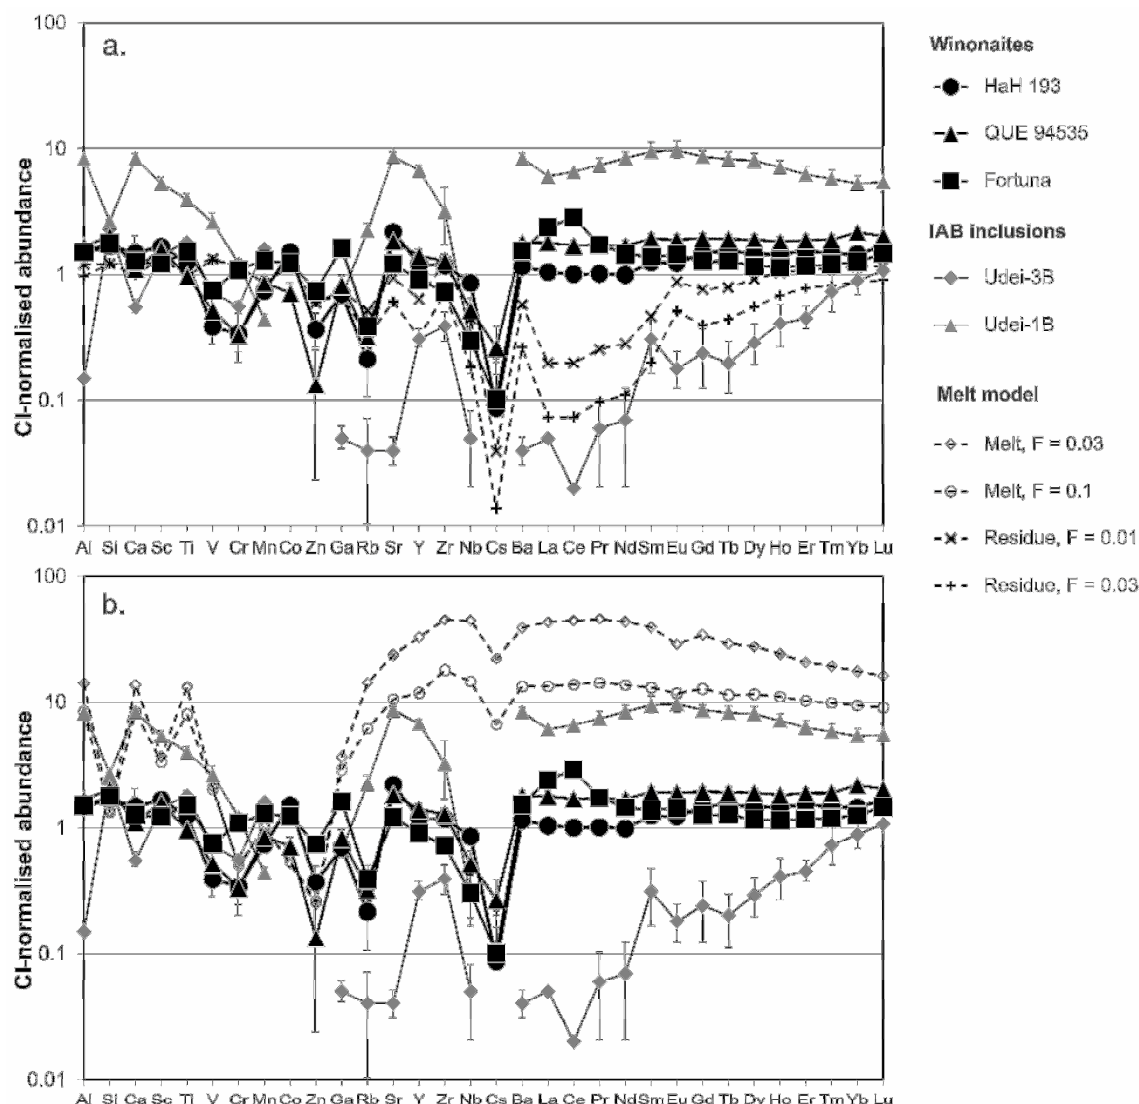 a.
CI-normalised abundance
100
10
1
0.1
0.01
Al Si Ca Sc Ti V Cr Mn Co Zn Ga Rb Sr Y Zr Nb Cs Ba La Ce Pr Nd Sm Eu Gd Tb Dy Ho Er Tm Yb Lu
Winonaites
HaH 193
QUE 94535
Fortuna
IAB inclusions
Udei-3B
Udei-1B
Melt model
Melt, F = 0.03
Melt, F = 0.1
Residue, F = 0.01
Residue, F = 0.03
b.
CI-normalised abundance
100
10
1
0.1
0.01
Al Si Ca Sc Ti V Cr Mn Co Zn Ga Rb Sr Y Zr Nb Cs Ba La Ce Pr Nd Sm Eu Gd Tb Dy Ho Er Tm Yb Lu